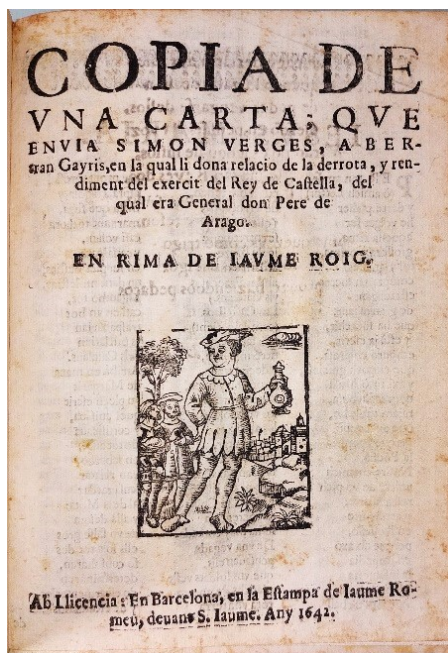 COPIA DE
VNA CARTA; QVE
ENVIA SIMON VERGES, A BER-
tran Gayris, en la qual li dona relacio de la derrota, y ren-
diment del exercit del Rey de Castella, del
qual era General don Pere de
Arago.
EN RIMA DE IAVME ROIG.
Ab Llicencia: En Barcelona, en la Estampa de Iaume Ro-
meu, devant S. Iaume. Any 1642.